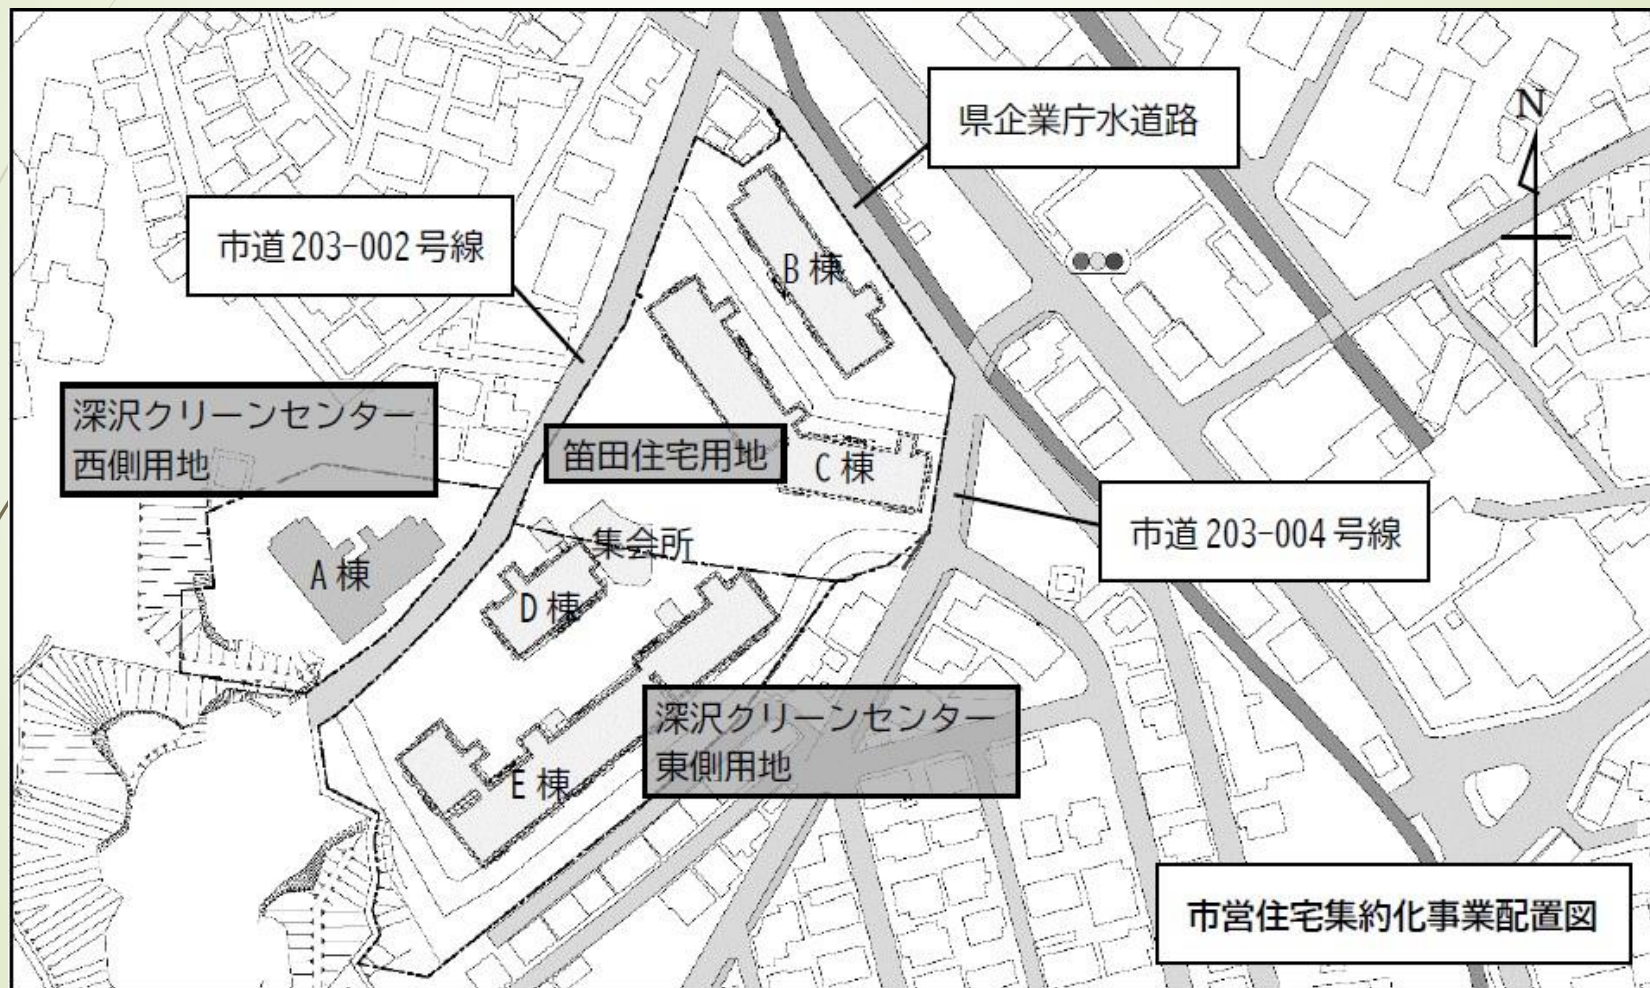 県企業庁水道路
N
市道203-002号線
B棟
深沢クリーンセンター
西側用地
笛田住宅用地
C棟
市道203-004号線
集会所
A棟
D棟
深沢クリーンセンター
東側用地
E棟
市営住宅集約化事業配置図